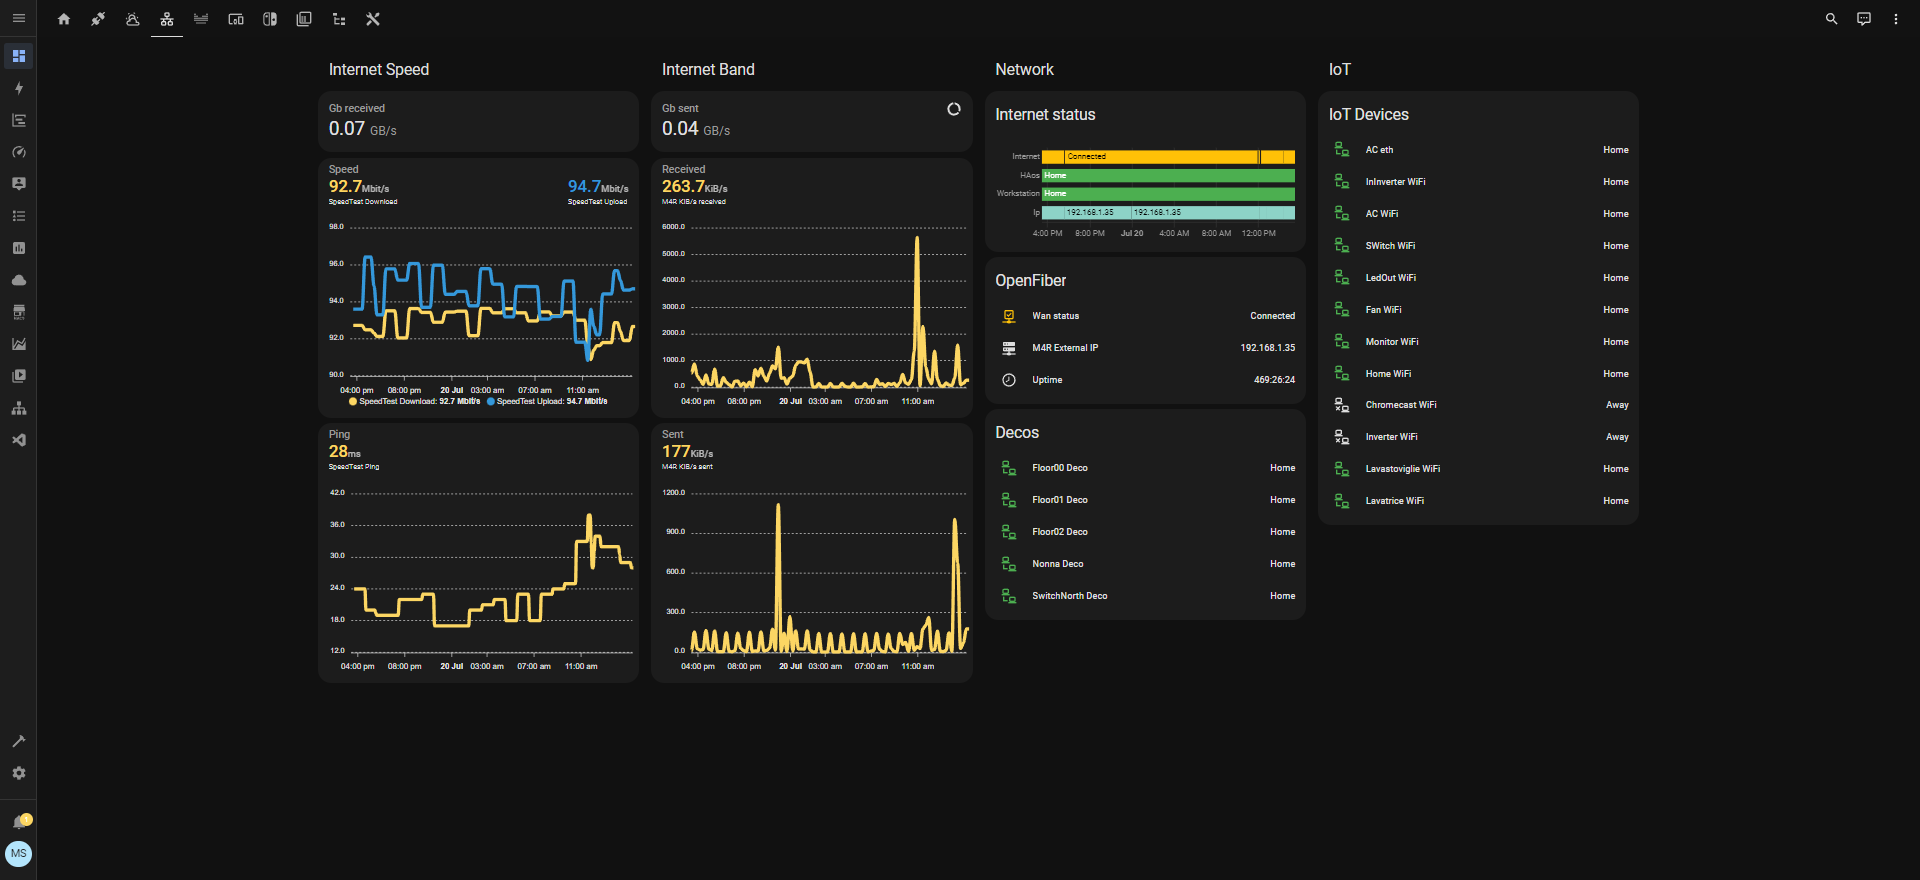 Internet Speed
Gb received
0.07 GB/s
Speed
92.7Mbit/s 94.7Mbit/s
SpeedTest Download SpeedTest Upload
98.0
96.0
94.0
92.0
90.0
04:00 pm 08:00 pm 20 Jul 03:00 am 07:00 am 11:00 am
SpeedTest Download: 92.7 Mbit/s SpeedTest Upload: 94.7 Mbit/s
Ping
28ms
SpeedTest Ping
42.0
36.0
30.0
24.0
18.0
12.0
04:00 pm 08:00 pm 20 Jul 03:00 am 07:00 am 11:00 am
Internet Band
Gb sent
0.04 GB/s
Received
263.7KiB/s
M4R KiB/s received
6000.0
5000.0
4000.0
3000.0
2000.0
1000.0
0.0
04:00 pm 08:00 pm 20 Jul 03:00 am 07:00 am 11:00 am
Sent
177KiB/s
M4R KiB/s sent
1200.0
900.0
600.0
300.0
0.0
04:00 pm 08:00 pm 20 Jul 03:00 am 07:00 am 11:00 am
Network
Internet status
Internet Connected
HAos Home
Workstation Home
Ip 192.168.1.35 192.168.1.35
4:00 PM 8:00 PM Jul 20 4:00 AM 8:00 AM 12:00 PM
OpenFiber
Wan status Connected
M4R External IP 192.168.1.35
Uptime 469:26:24
Decos
Floor00 Deco Home
Floor01 Deco Home
Floor02 Deco Home
Nonna Deco Home
SwitchNorth Deco Home
IoT
IoT Devices
AC eth Home
InInverter WiFi Home
AC WiFi Home
SWitch WiFi Home
LedOut WiFi Home
Fan WiFi Home
Monitor WiFi Home
Home WiFi Home
Chromecast WiFi Away
Inverter WiFi Away
Lavastoviglie WiFi Home
Lavatrice WiFi Home
MS